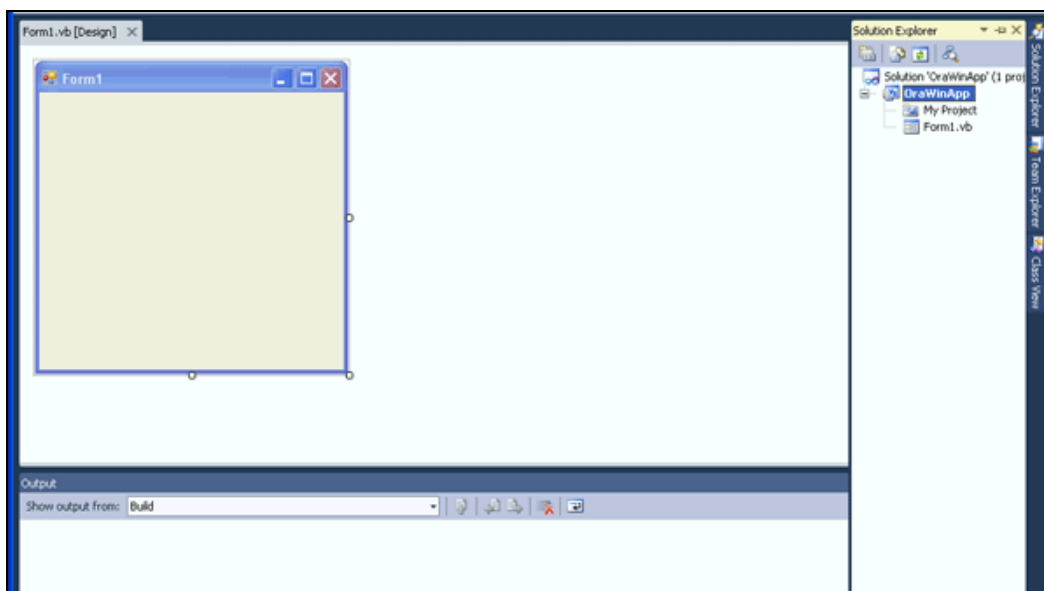 Form1.vb [Design]
Form1
Solution Explorer
Solution 'OraWinApp' (1 proj
OraWinApp
My Project
Form1.vb
Solution Explorer
Team Explorer
Class View
Output
Show output from: Build